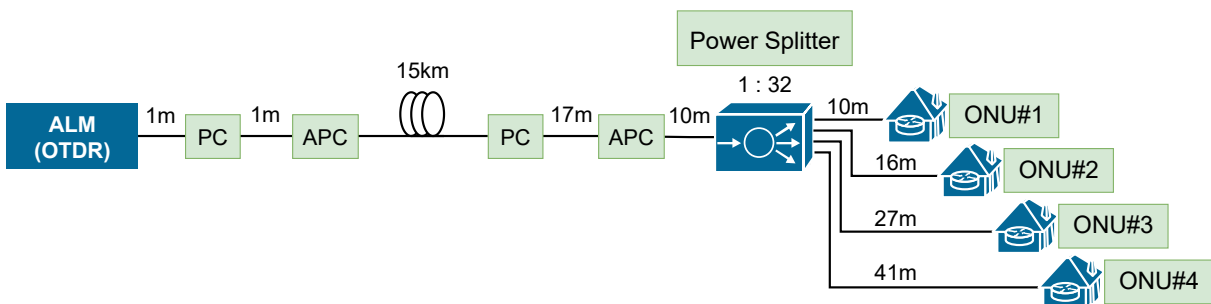 Power Splitter
15km
1 : 32
1m
1m
17m
10m
10m
ONU#1
ALM
(OTDR)
PC
APC
PC
APC
16m
ONU#2
27m
ONU#3
41m
ONU#4